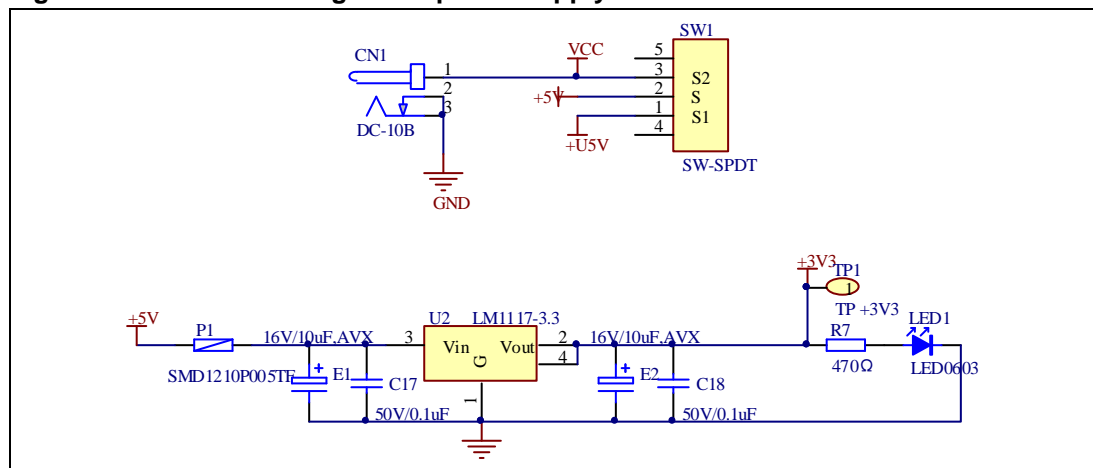 CN1
1
2
3
DC-10B
GND
VCC
+5V
+U5V
SW1
5
3
2
1
4
S2
S
S1
SW-SPDT
+5V
P1
SMD1210P005TF
16V/10uF,AVX
E1
C17
50V/0.1uF
U2
LM1117-3.3
3
Vin
G
Vout
2
4
1
16V/10uF,AVX
E2
C18
50V/0.1uF
+3V3
TP1
1
TP +3V3
R7
470Ω
LED1
LED0603